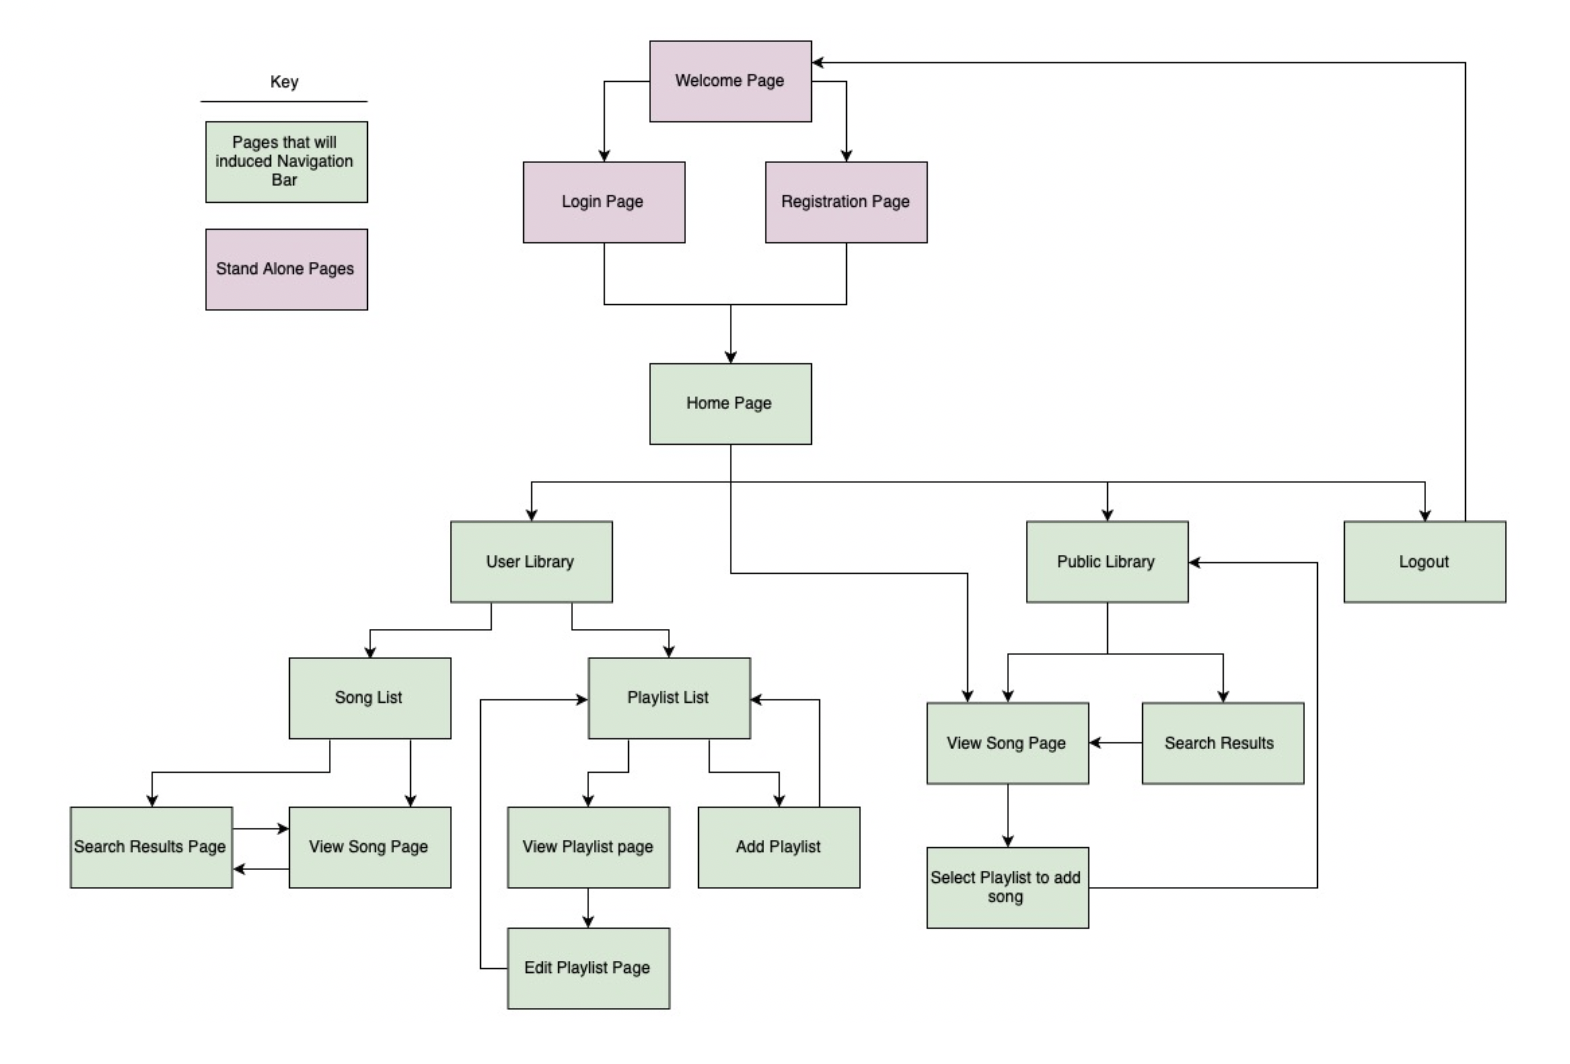 Key
Pages that will
induced Navigation
Bar
Stand Alone Pages
Welcome Page
Login Page
Registration Page
Home Page
User Library
Public Library
Logout
Song List
Playlist List
View Song Page
Search Results
Search Results Page
View Song Page
View Playlist page
Add Playlist
Select Playlist to add
song
Edit Playlist Page